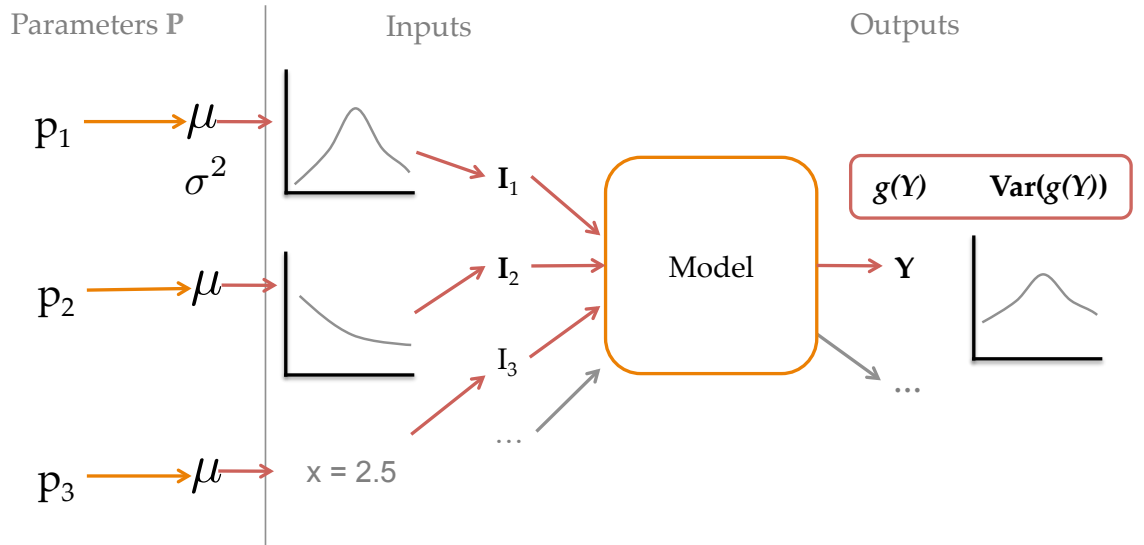 Parameters P
Inputs
Outputs
p₁
μ
σ²
I₁
g(Y)
Var(g(Y))
p₂
μ
I₂
Model
Y
I₃
...
...
p₃
μ
x = 2.5